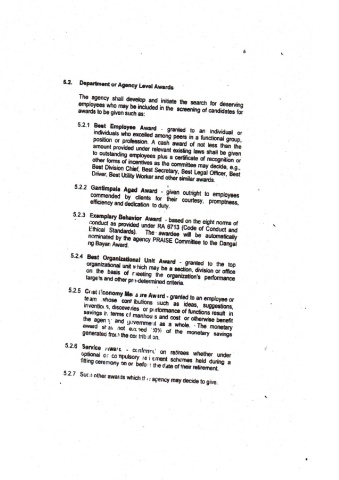 6
5.2. Department or Agency Level Awards
The agency shall develop and initiate the search for deserving
employees who may be included in the screening of candidates for
awards to be given such as:
5.2.1 Best Employee Award - granted to an individual or
individuals who excelled among peers in a functional group,
position or profession. A cash award of not less than the
amount provided under relevant existing laws shall be given
to outstanding employees plus a certificate of recognition or
other forms of incentives as the committee may decide, e.g.,
Best Division Chief, Best Secretary, Best Legal Officer, Best
Driver, Best Utility Worker and other similar awards.
5.2.2 Gantimpala Agad Award - given outright to employees
commended by clients for their courtesy, promptness,
efficiency and dedication to duty.
5.2.3 Exemplary Behavior Award - based on the eight norms of
conduct as provided under RA 6713 (Code of Conduct and
Ethical Standards). The awardee will be automatically
nominated by the agency PRAISE Committee to the Dangal
ng Bayan Award.
5.2.4 Best Organizational Unit Award - granted to the top
organizational unit which may be a section, division or office
on the basis of meeting the organization's performance
targets and other pre-determined criteria.
5.2.5 Cost Economy Measure Award - granted to an employee or
team whose contributions such as ideas, suggestions,
inventions, discoveries or performance of functions result in
savings in terms of manhours and cost or otherwise benefit
the agency and government as a whole. The monetary
award shall not exceed 20% of the monetary savings
generated from the contribution.
5.2.6 Service Award - conferred on retirees whether under
optional or compulsory retirement schemes held during a
fitting ceremony on or before the date of their retirement.
5.2.7 Such other awards which the agency may decide to give.